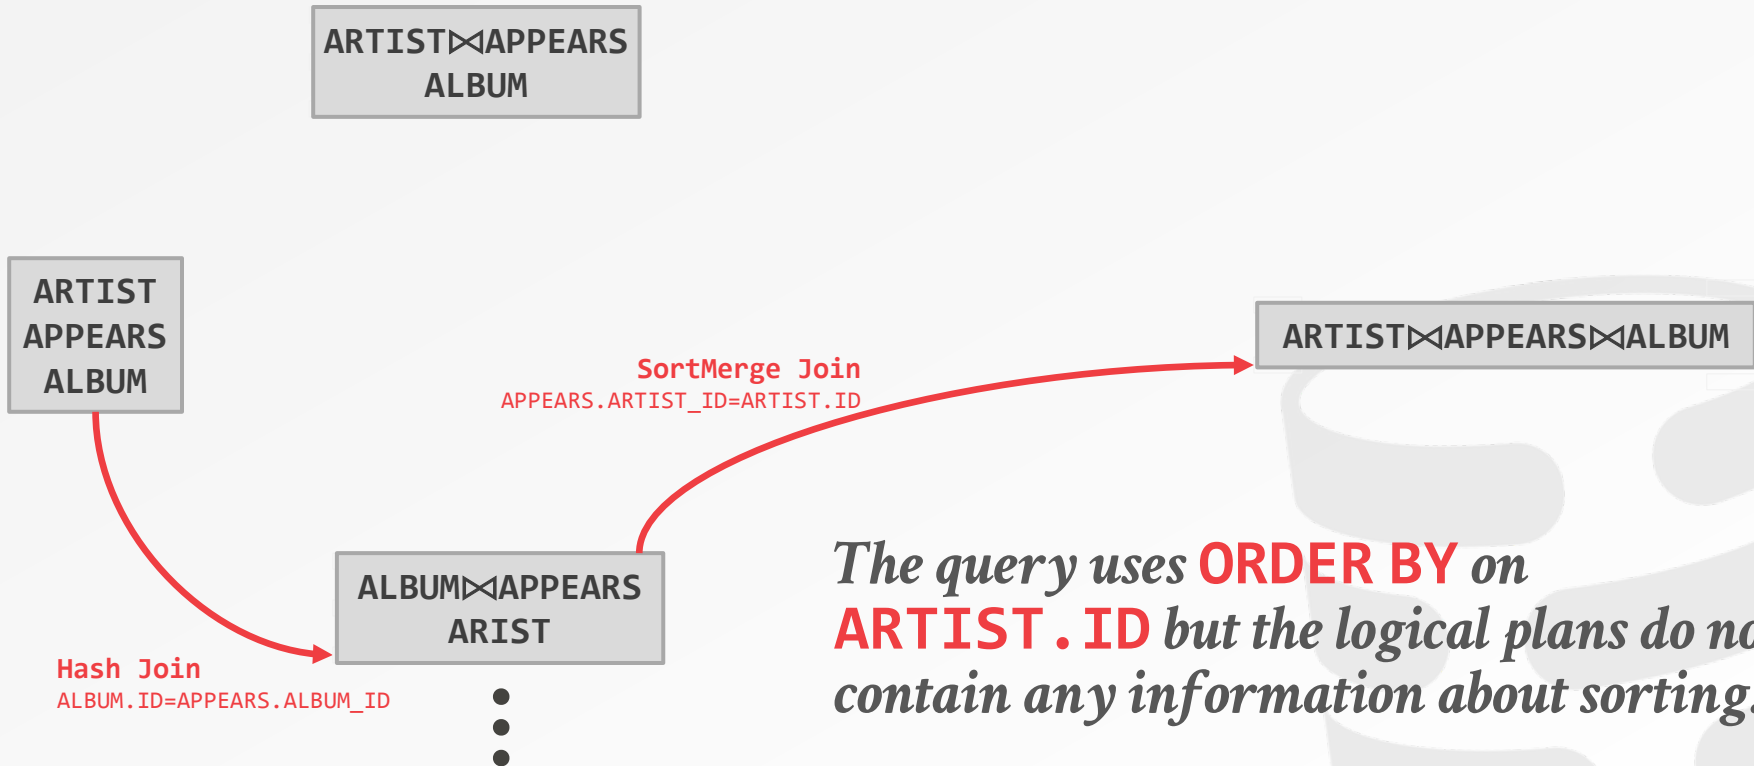 ARTIST⋈APPEARS
ALBUM
ARTIST
APPEARS
ALBUM
SortMerge Join
APPEARS.ARTIST_ID=ARTIST.ID
ARTIST⋈APPEARS⋈ALBUM
ALBUM⋈APPEARS
ARIST
Hash Join
ALBUM.ID=APPEARS.ALBUM_ID
The query uses ORDER BY on
ARTIST.ID but the logical plans do no
contain any information about sorting.